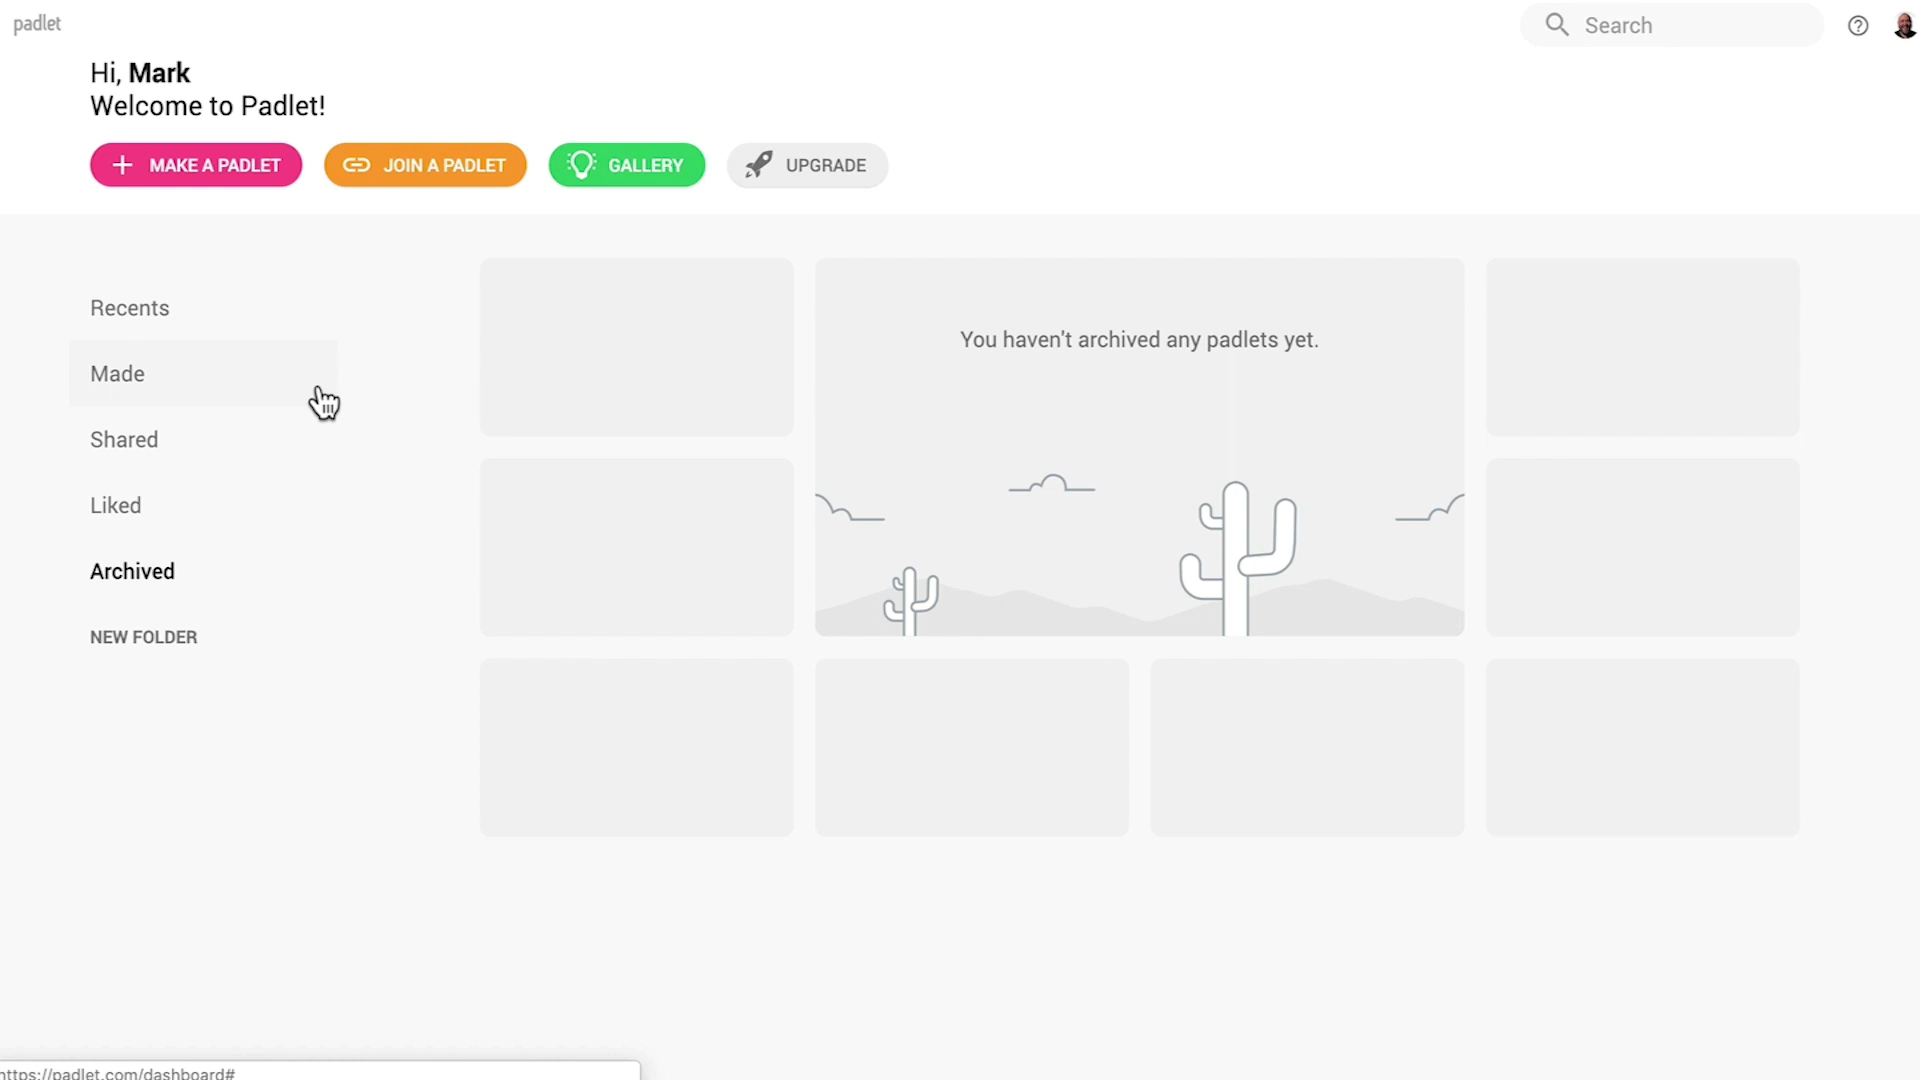 padlet
Search
Hi, Mark
Welcome to Padlet!
MAKE A PADLET
JOIN A PADLET
GALLERY
UPGRADE
Recents
Made
Shared
Liked
Archived
NEW FOLDER
You haven't archived any padlets yet.
https://padlet.com/dashboard#